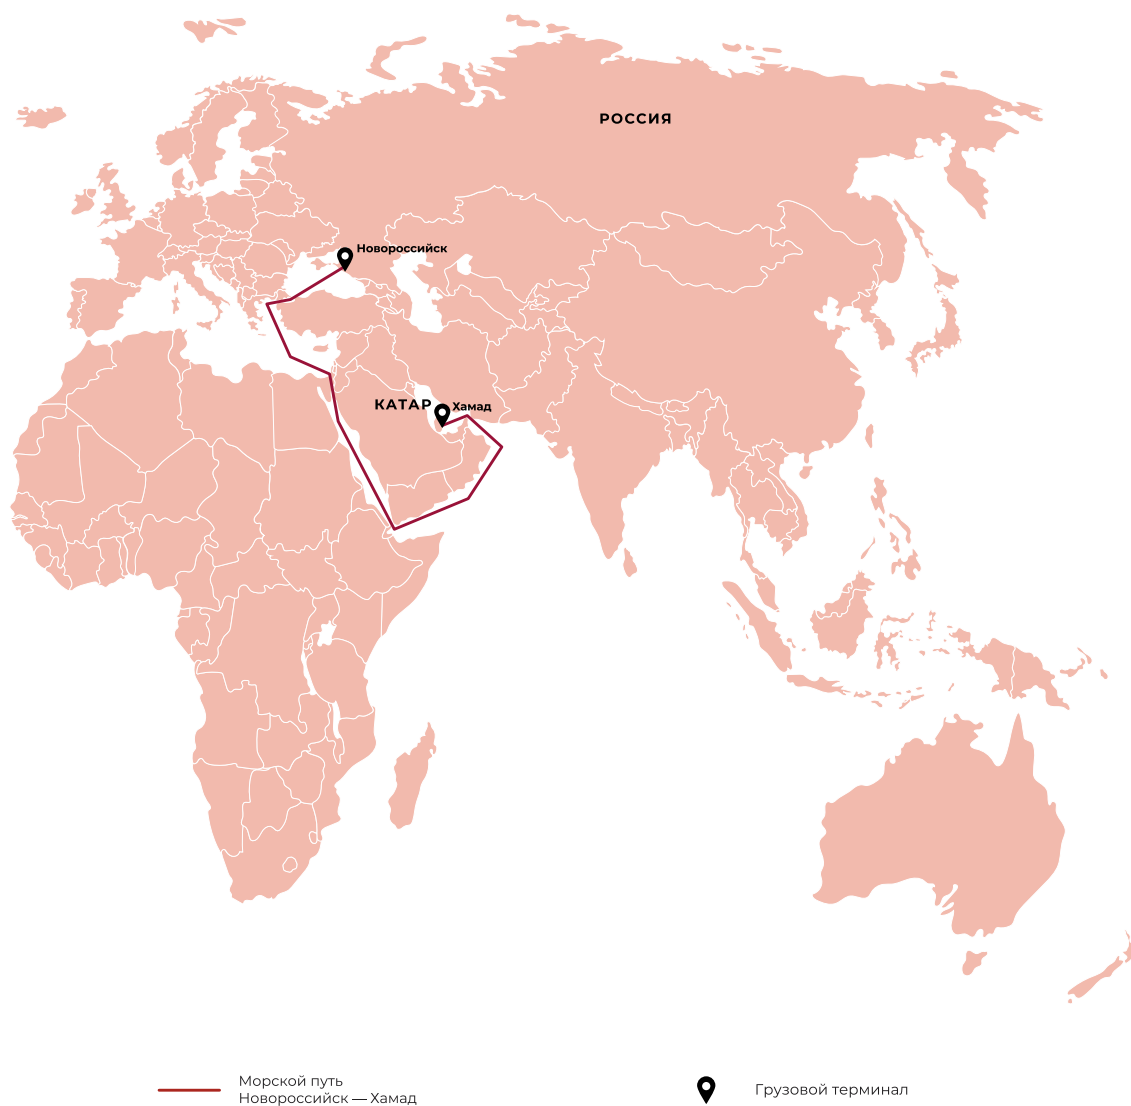 РОССИЯ
Новороссийск
КАТАР
Хамад
Морской путь
Новороссийск — Хамад
Грузовой терминал